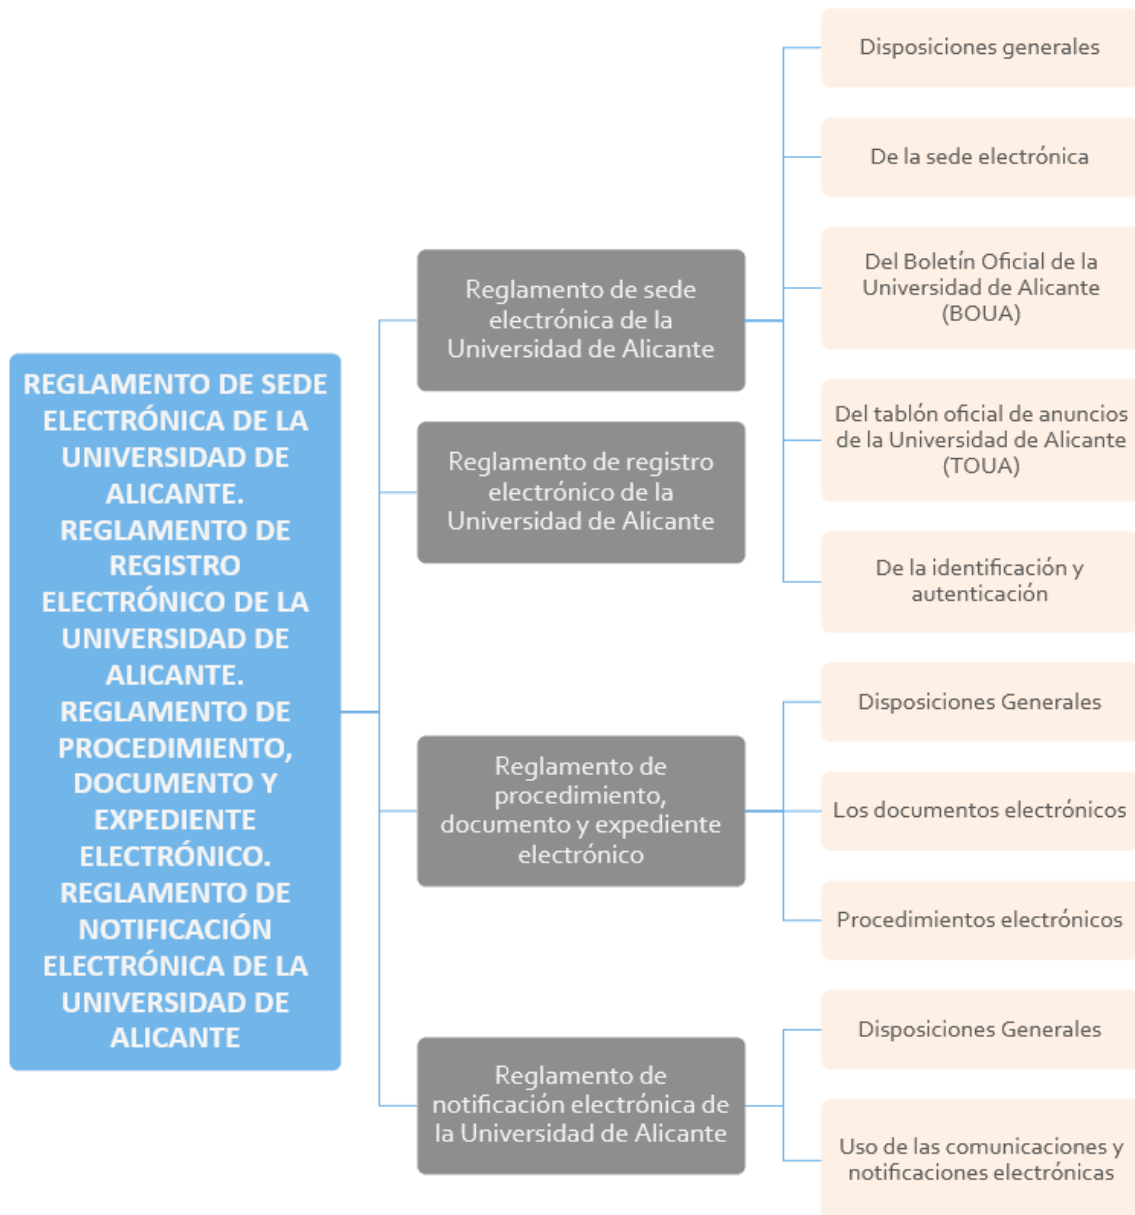 REGLAMENTO DE SEDE
ELECTRÓNICA DE LA
UNIVERSIDAD DE
ALICANTE.
REGLAMENTO DE
REGISTRO
ELECTRÓNICO DE LA
UNIVERSIDAD DE
ALICANTE.
REGLAMENTO DE
PROCEDIMIENTO,
DOCUMENTO Y
EXPEDIENTE
ELECTRÓNICO.
REGLAMENTO DE
NOTIFICACIÓN
ELECTRÓNICA DE LA
UNIVERSIDAD DE
ALICANTE
Reglamento de sede
electrónica de la
Universidad de Alicante
Disposiciones generales
De la sede electrónica
Del Boletín Oficial de la
Universidad de Alicante
(BOUA)
Del tablón oficial de anuncios
de la Universidad de Alicante
(TOUA)
De la identificación y
autenticación
Reglamento de registro
electrónico de la
Universidad de Alicante
Reglamento de
procedimiento,
documento y expediente
electrónico
Disposiciones Generales
Los documentos electrónicos
Procedimientos electrónicos
Reglamento de
notificación electrónica de
la Universidad de Alicante
Disposiciones Generales
Uso de las comunicaciones y
notificaciones electrónicas